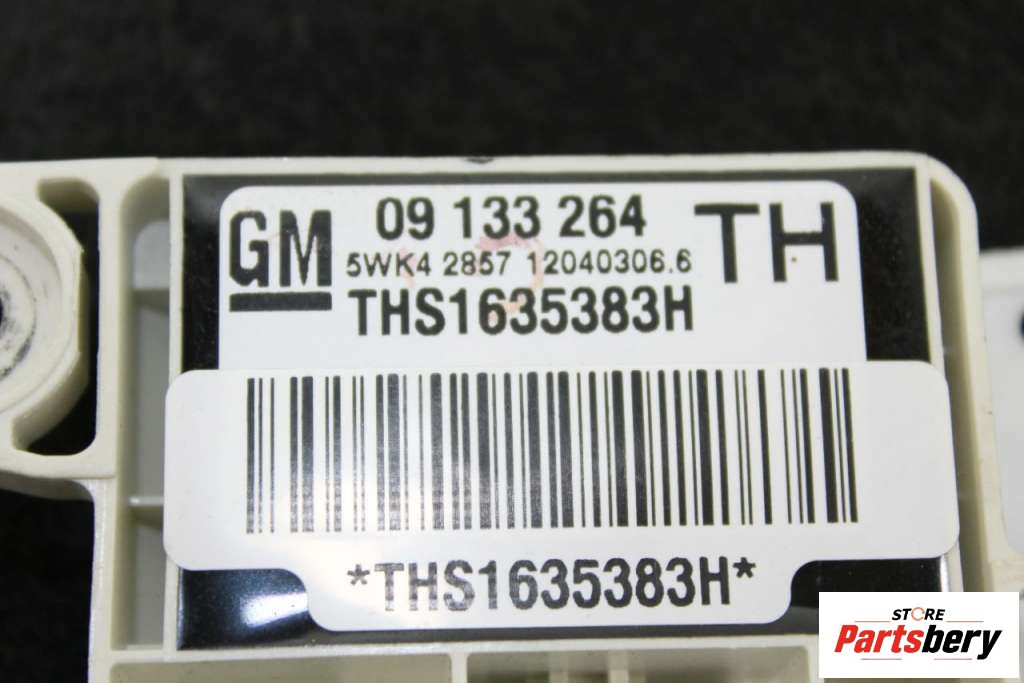 GM
09 133 264
TH
5WK4 2857 12040306.6
THS1635383H
*THS1635383H*
STORE
Partsbery